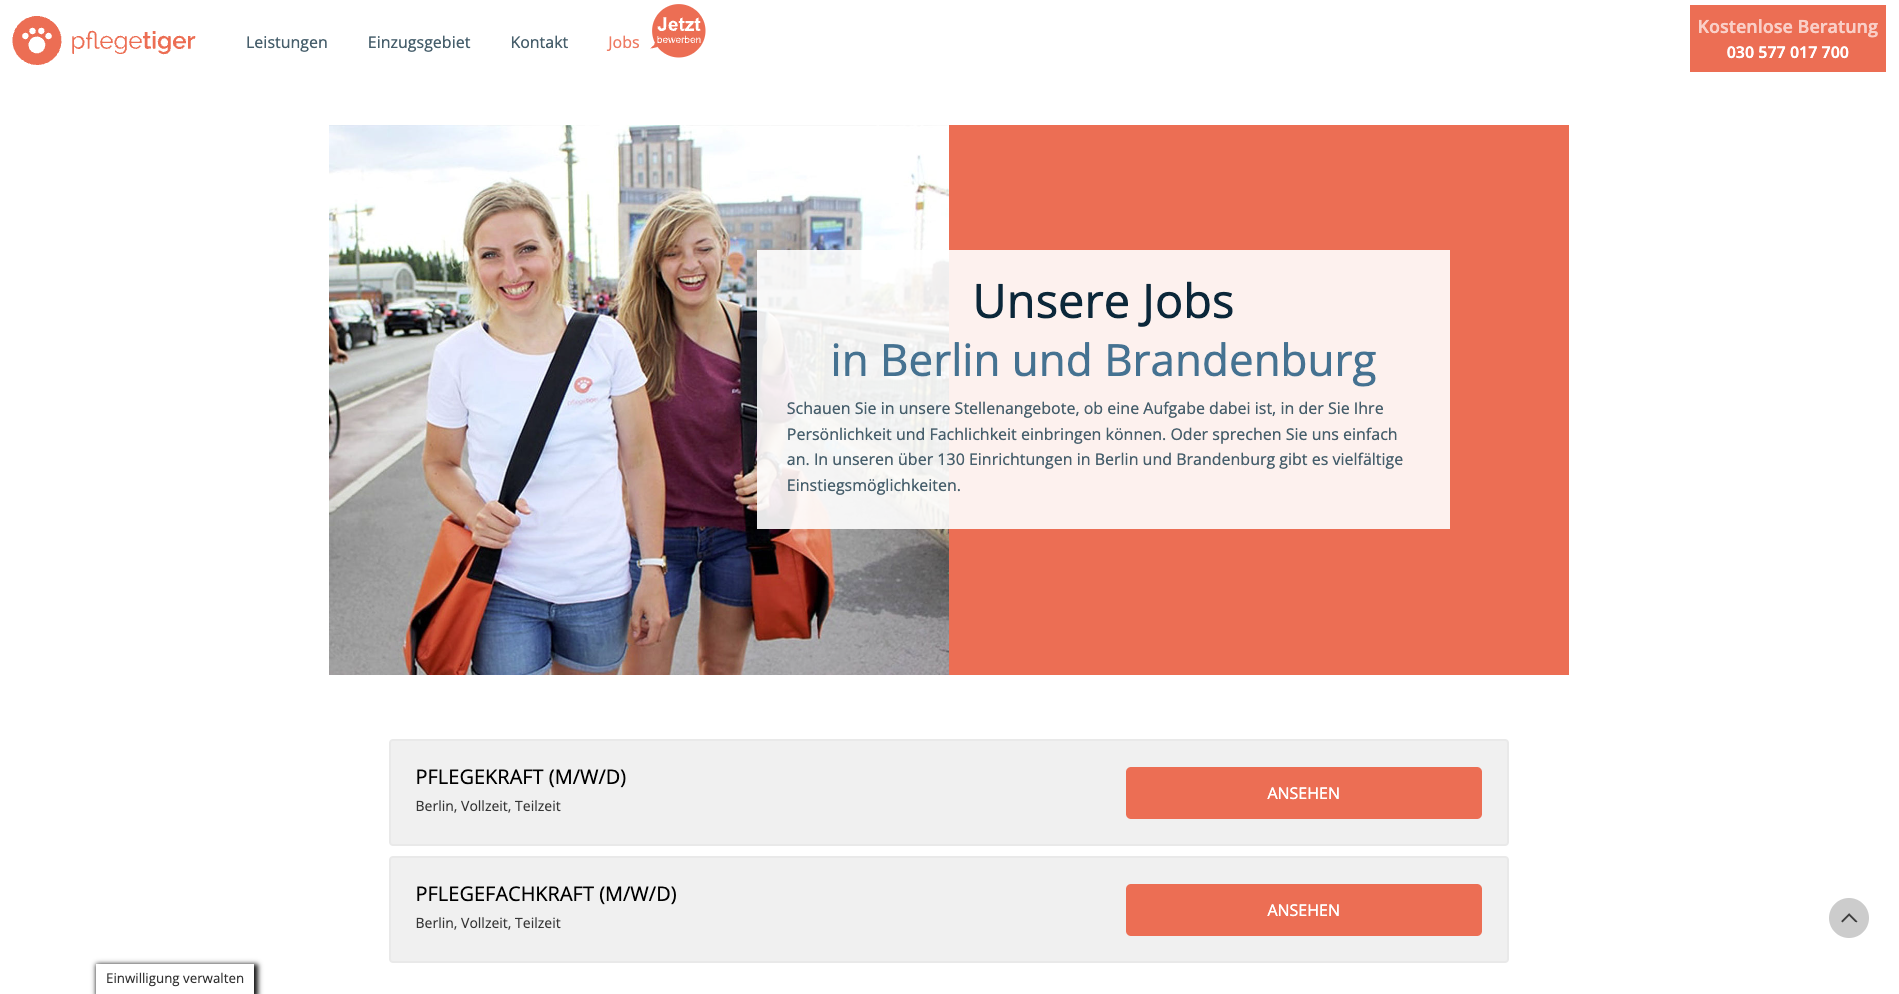 pflegetiger
Leistungen
Einzugsgebiet
Kontakt
Jobs
Jetzt
bewerben
Kostenlose Beratung
030 577 017 700
Unsere Jobs
in Berlin und Brandenburg
Schauen Sie in unsere Stellenangebote, ob eine Aufgabe dabei ist, in der Sie Ihre
Persönlichkeit und Fachlichkeit einbringen können. Oder sprechen Sie uns einfach
an. In unseren über 130 Einrichtungen in Berlin und Brandenburg gibt es vielfältige
Einstiegsmöglichkeiten.
PFLEGEKRAFT (M/W/D)
Berlin, Vollzeit, Teilzeit
ANSEHEN
PFLEGEFACHKRAFT (M/W/D)
Berlin, Vollzeit, Teilzeit
ANSEHEN
Einwilligung verwalten